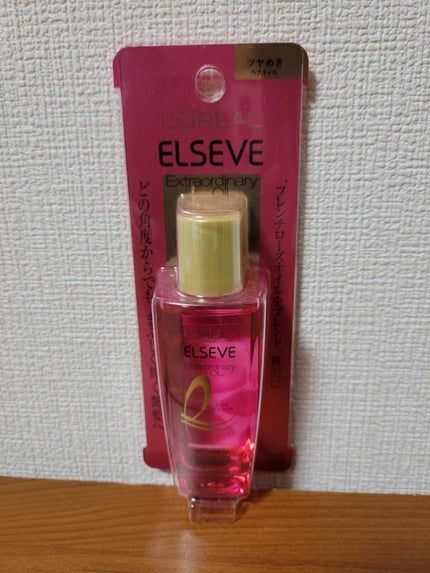 ツヤめき
ヘアオイル
L'ORÉAL
ELSEVE
Extraordinary
OIL
フレンチローズオイルをブレンド。
どの角度からでも、
L'ORÉAL
ELSEVE
Extraordinary
OIL